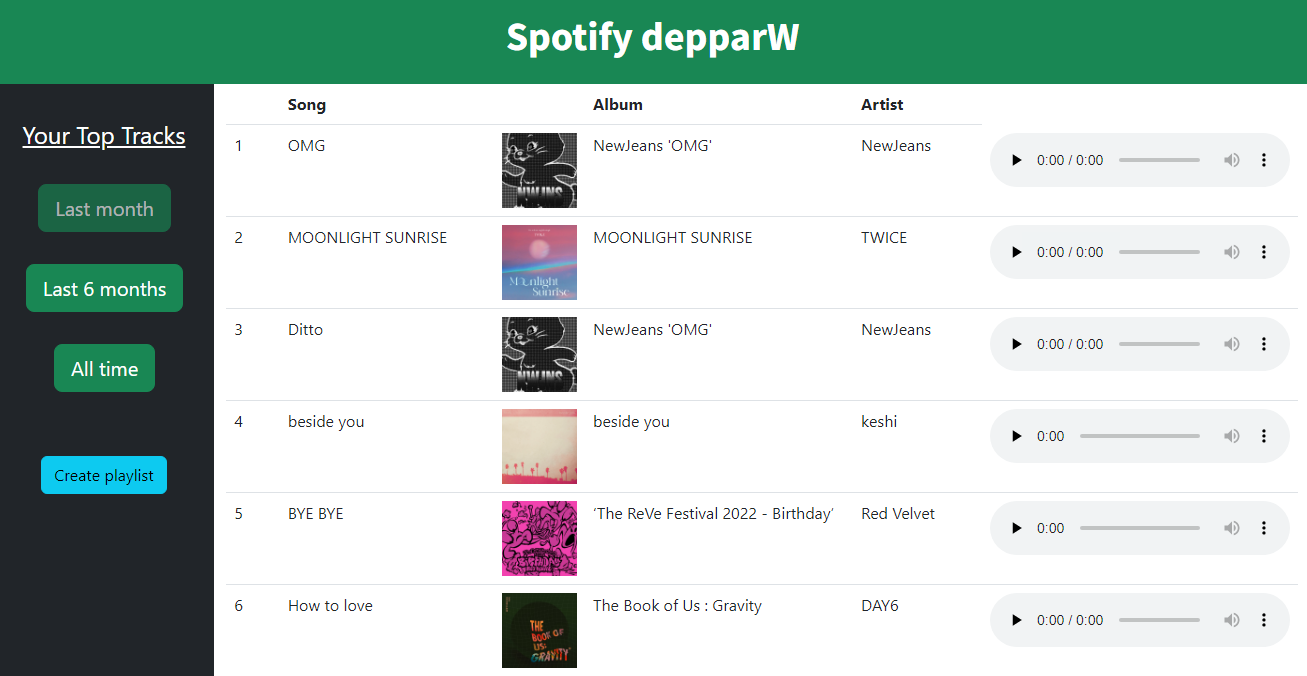 Spotify depparW
Your Top Tracks
Last month
Last 6 months
All time
Create playlist
Song Album Artist
1 OMG NewJeans 'OMG' NewJeans 0:00 / 0:00
NWJNS
2 MOONLIGHT SUNRISE MOONLIGHT SUNRISE TWICE 0:00 / 0:00
Moonlight
Sunrise
3 Ditto NewJeans 'OMG' NewJeans 0:00 / 0:00
NWJNS
4 beside you beside you keshi 0:00
5 BYE BYE ‘The ReVe Festival 2022 - Birthday’ Red Velvet 0:00
6 How to love The Book of Us : Gravity DAY6 0:00 / 0:00
THE
BOOK OF
US:
GRAVITY